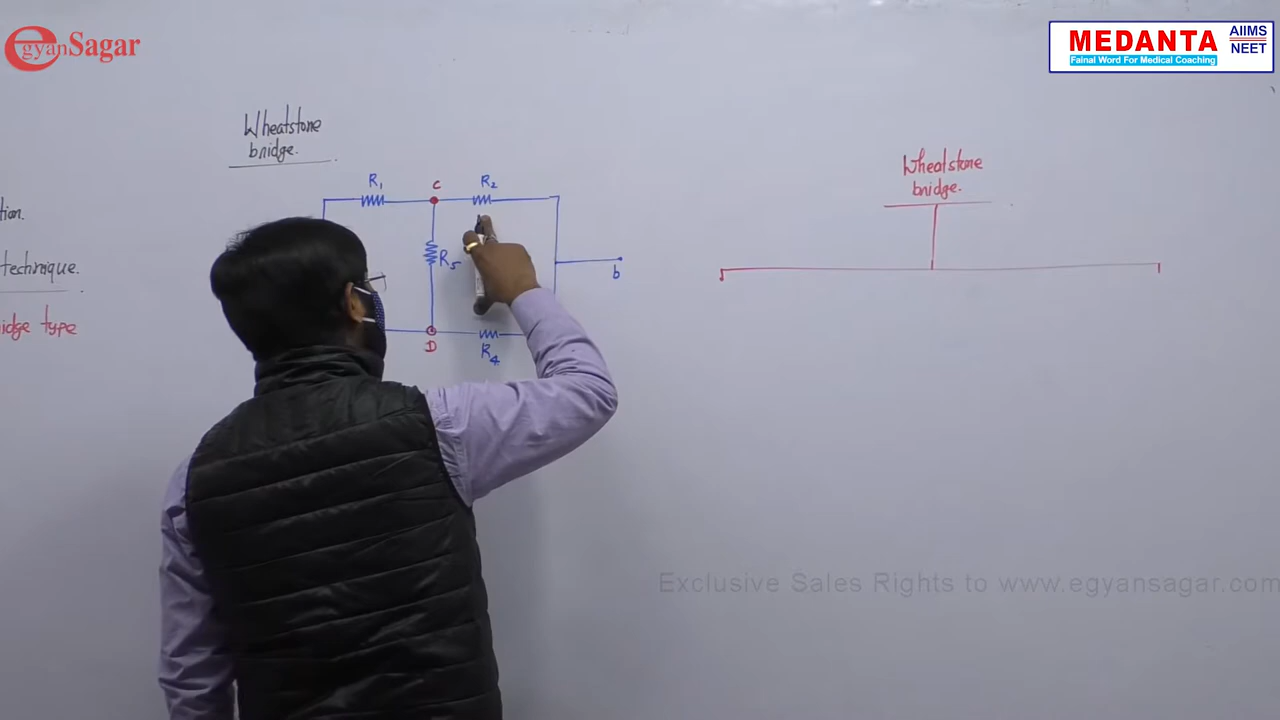 egyanSagar
MEDANTA
Fainal Word For Medical Coaching
AIIMS
NEET
Wheatstone
bridge.
Wheatstone
bridge.
R1
C
R2
tion.
R5
technique.
b
idge type
D
R4
Exclusive Sales Rights to www.egyansagar.com